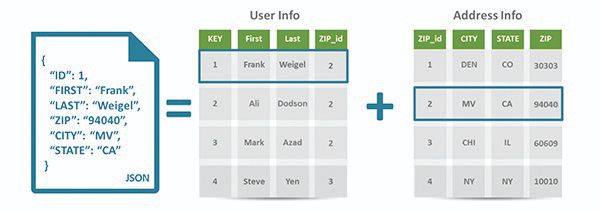 {
"ID": 1,
"FIRST": "Frank",
"LAST": "Weigel",
"ZIP": "94040",
"CITY": "MV",
"STATE": "CA"
}
JSON
=
User Info
KEY First Last ZIP_id
1 Frank Weigel 2
2 Ali Dodson 2
3 Mark Azad 2
4 Steve Yen 3
+
Address Info
ZIP_id CITY STATE ZIP
1 DEN CO 30303
2 MV CA 94040
3 CHI IL 60609
4 NY NY 10010